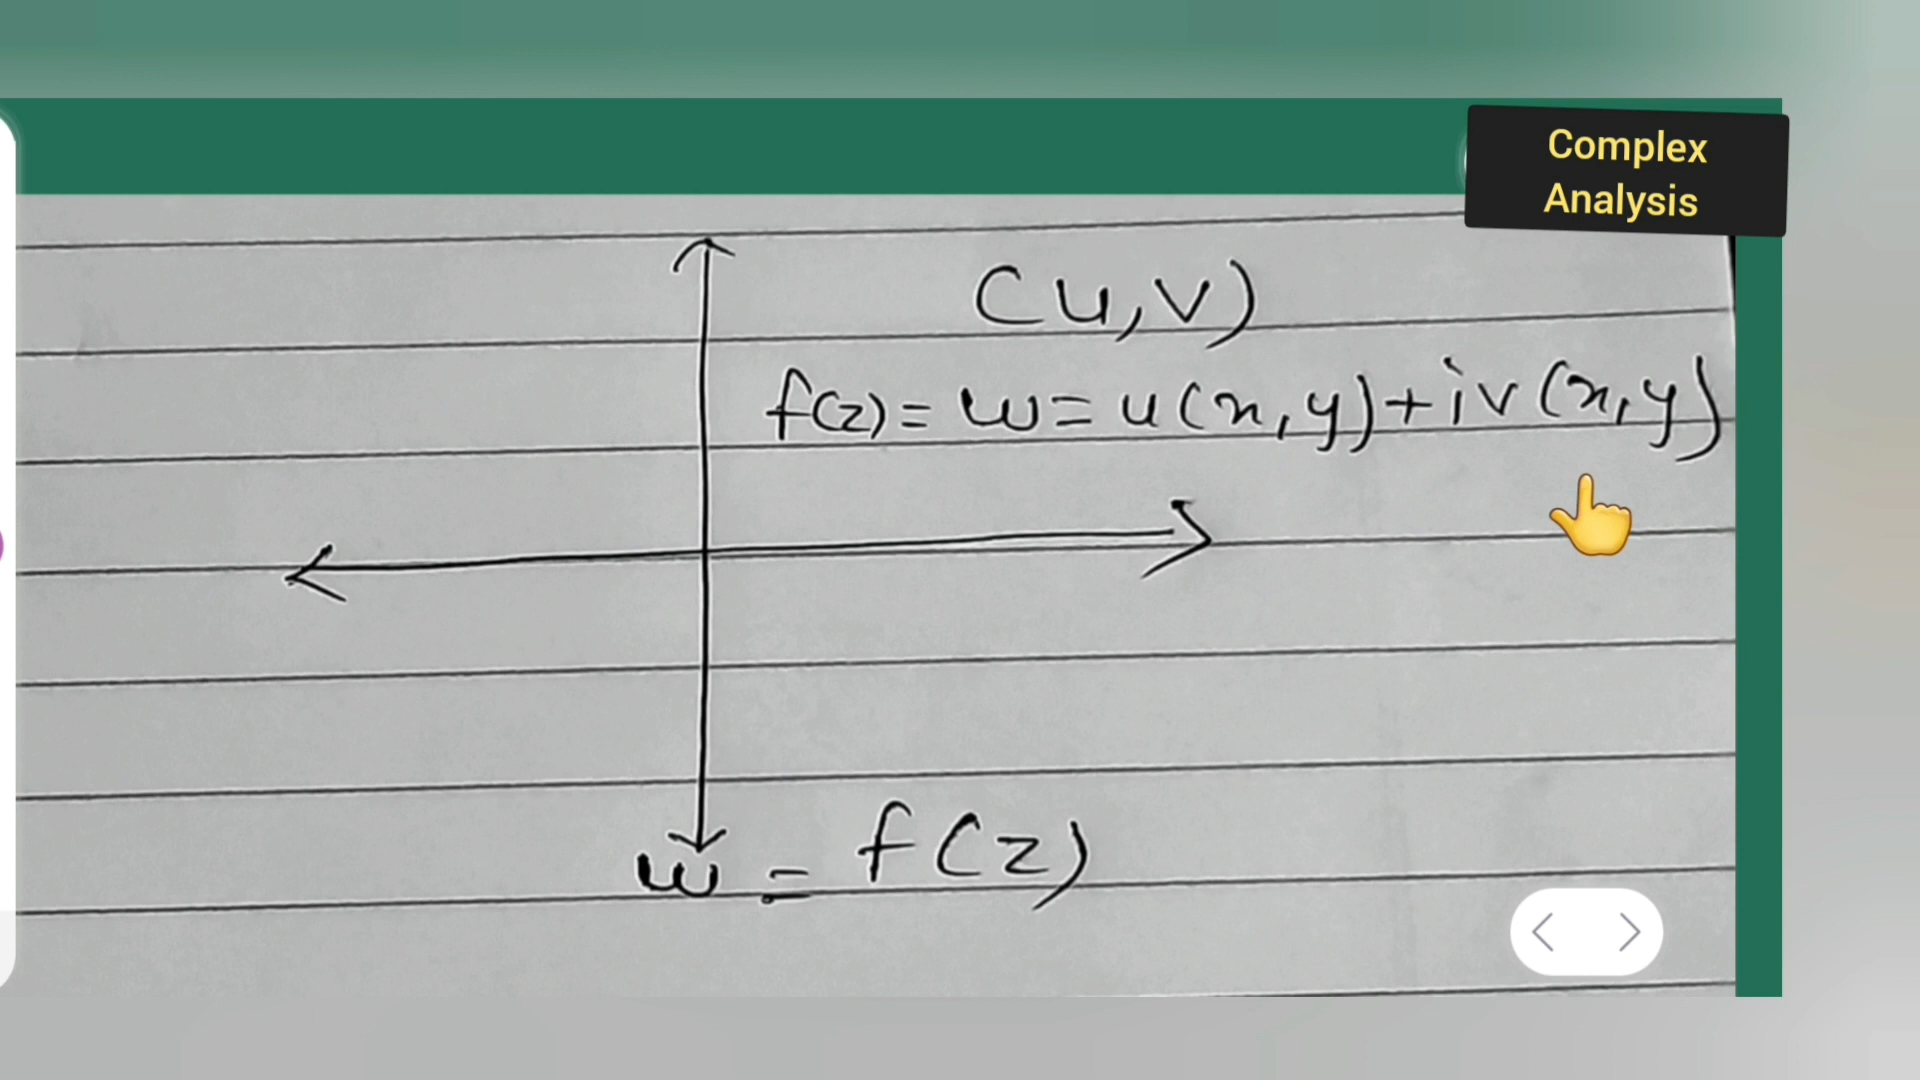 Complex
Analysis
(u,v)
f(z) = w = u(x,y)+iv(x,y)
w = f(z)